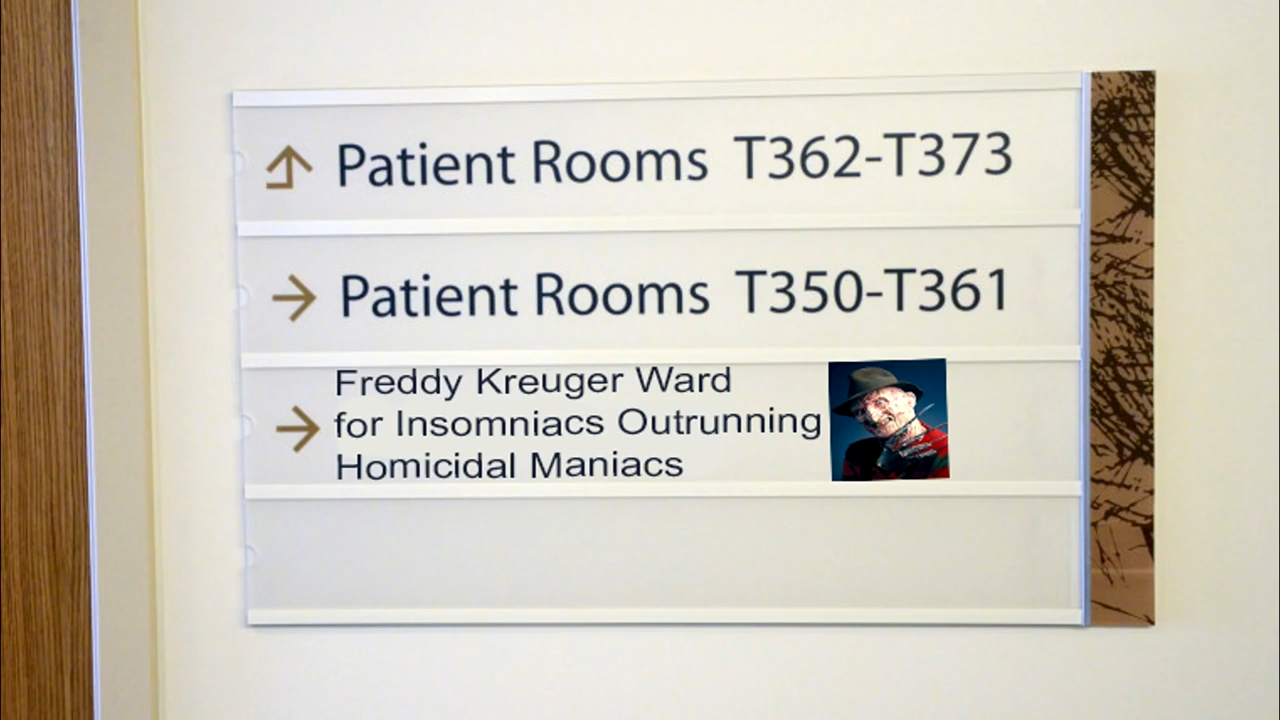 Patient Rooms T362-T373
Patient Rooms T350-T361
Freddy Kreuger Ward
for Insomniacs Outrunning
Homicidal Maniacs